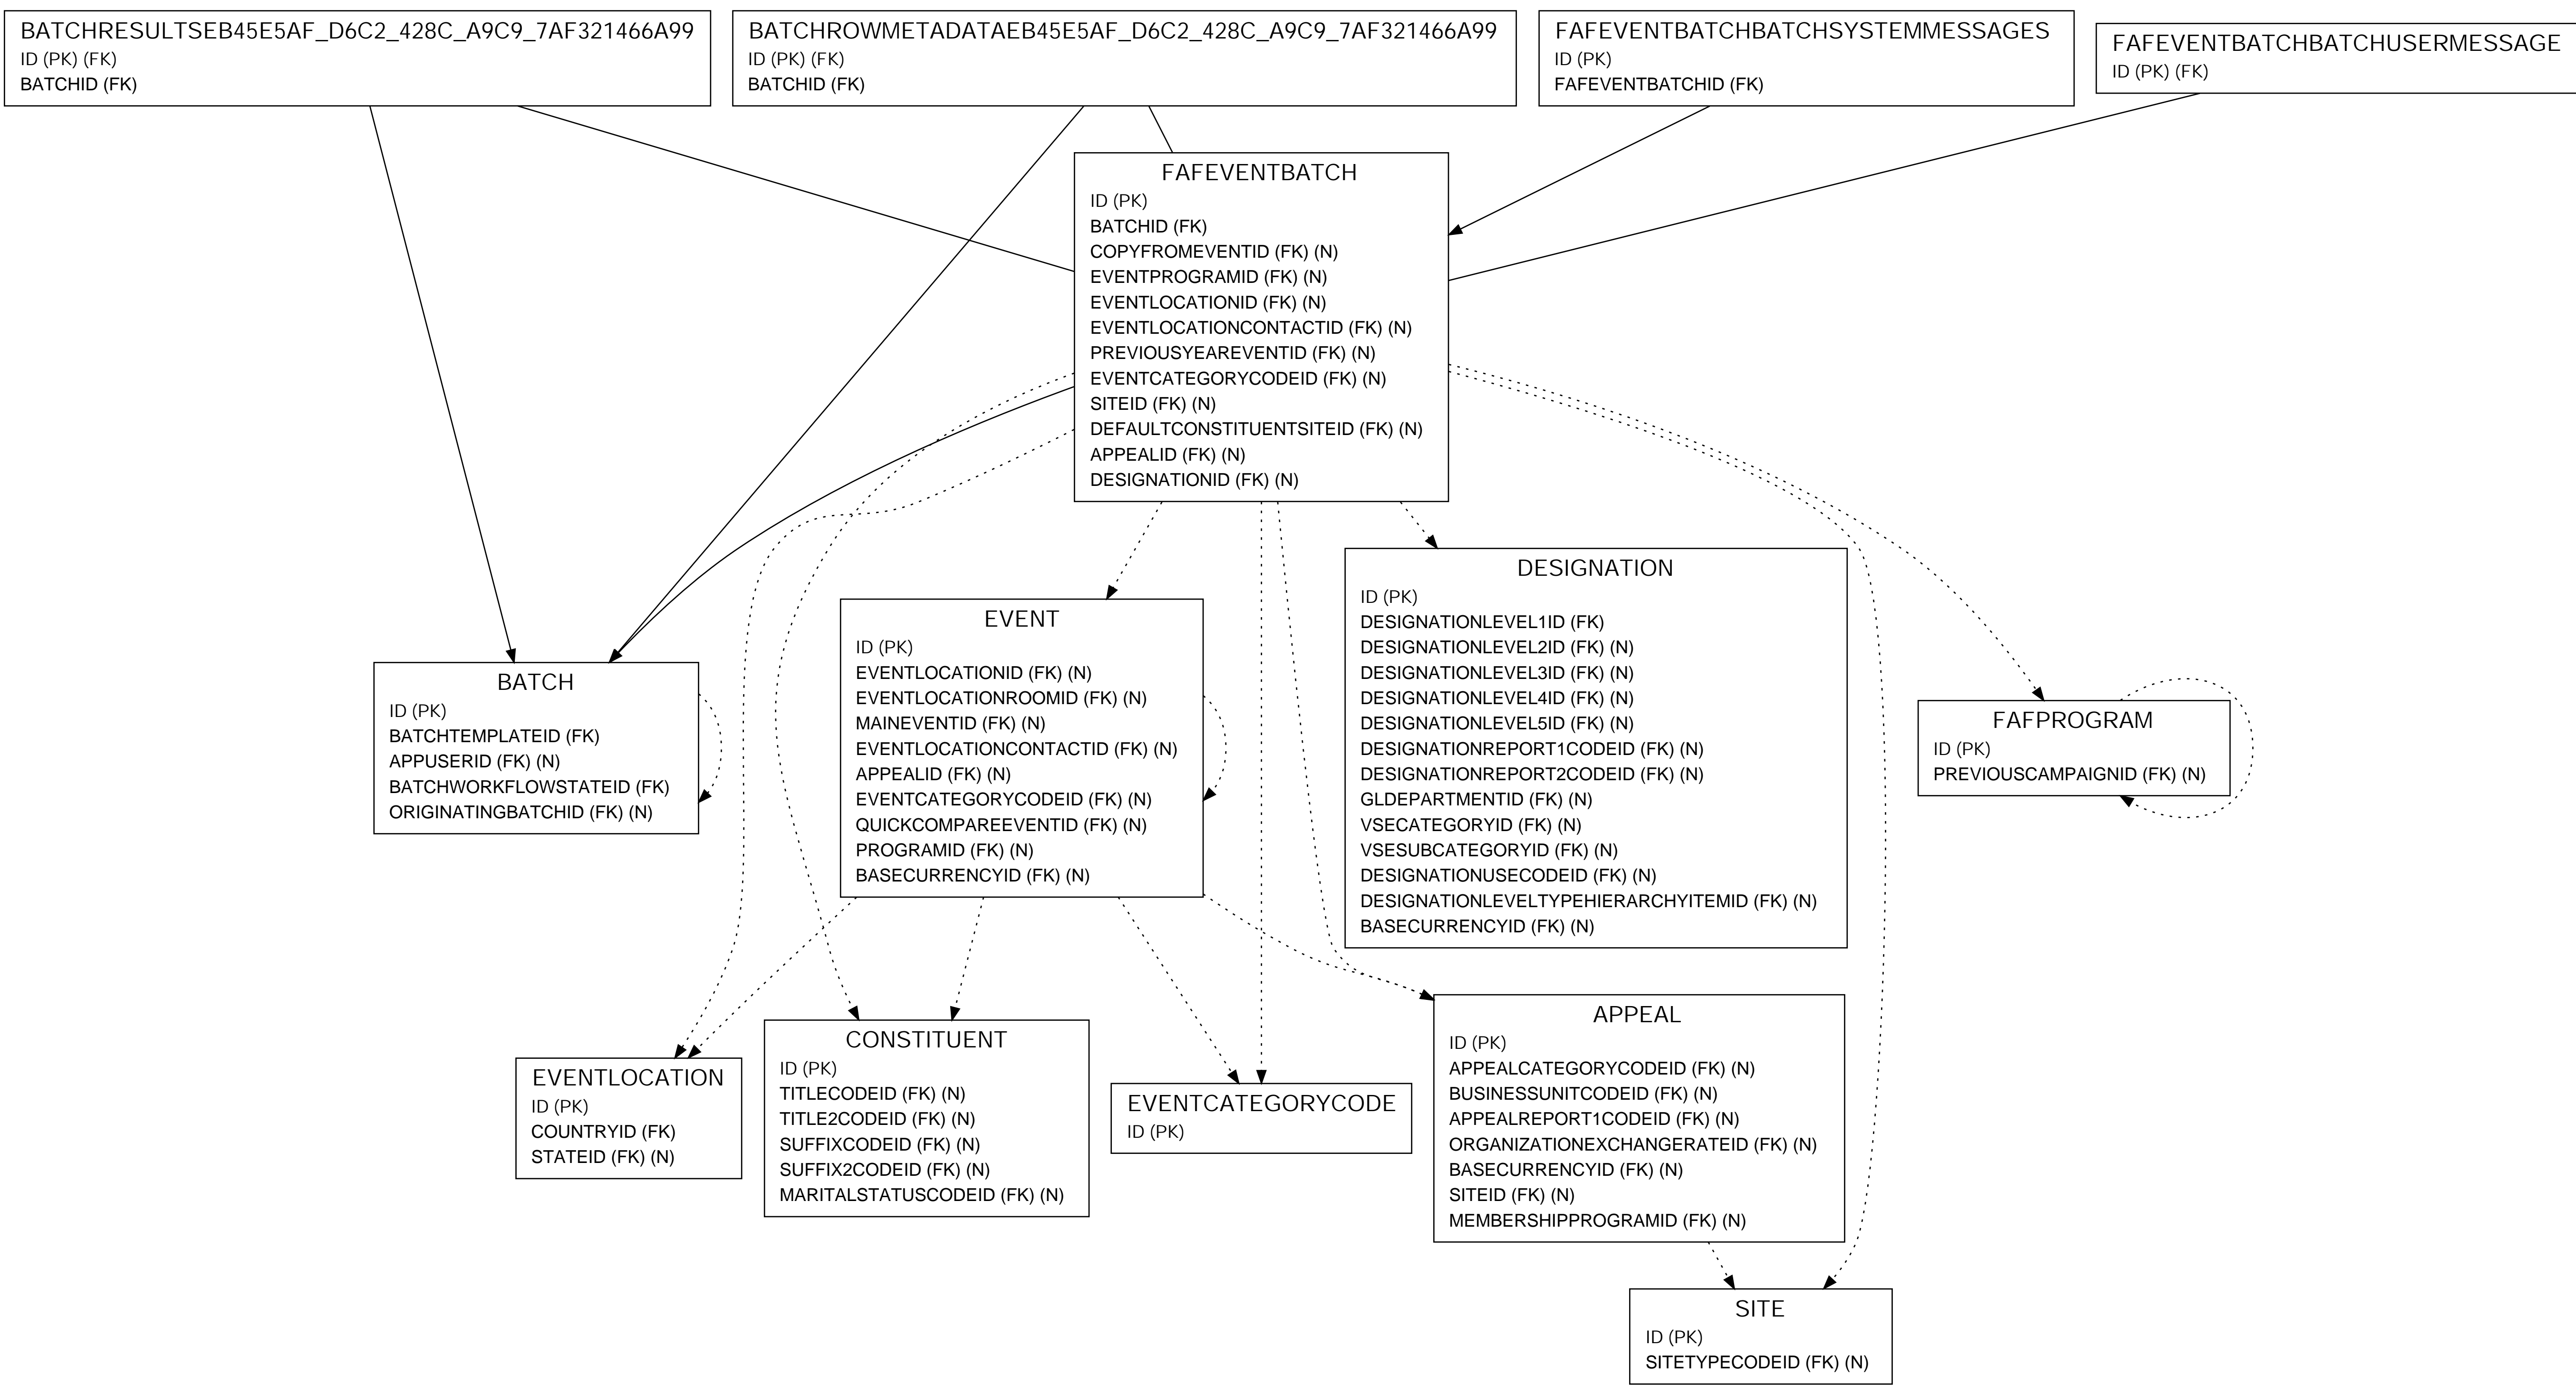 BATCHRESULTSEB45E5AF_D6C2_428C_A9C9_7AF321466A99
ID (PK) (FK)
BATCHID (FK)
BATCHROWMETADATAEB45E5AF_D6C2_428C_A9C9_7AF321466A99
ID (PK) (FK)
BATCHID (FK)
FAFEVENTBATCHBATCHSYSTEMMESSAGES
ID (PK)
FAFEVENTBATCHID (FK)
FAFEVENTBATCHBATCHUSERMESSAGE
ID (PK) (FK)
FAFEVENTBATCH
ID (PK)
BATCHID (FK)
COPYFROMEVENTID (FK) (N)
EVENTPROGRAMID (FK) (N)
EVENTLOCATIONID (FK) (N)
EVENTLOCATIONCONTACTID (FK) (N)
PREVIOUSYEAREVENTID (FK) (N)
EVENTCATEGORYCODEID (FK) (N)
SITEID (FK) (N)
DEFAULTCONSTITUENTSITEID (FK) (N)
APPEALID (FK) (N)
DESIGNATIONID (FK) (N)
BATCH
ID (PK)
BATCHTEMPLATEID (FK)
APPUSERID (FK) (N)
BATCHWORKFLOWSTATEID (FK)
ORIGINATINGBATCHID (FK) (N)
EVENT
ID (PK)
EVENTLOCATIONID (FK) (N)
EVENTLOCATIONROOMID (FK) (N)
MAINEVENTID (FK) (N)
EVENTLOCATIONCONTACTID (FK) (N)
APPEALID (FK) (N)
EVENTCATEGORYCODEID (FK) (N)
QUICKCOMPAREEVENTID (FK) (N)
PROGRAMID (FK) (N)
BASECURRENCYID (FK) (N)
DESIGNATION
ID (PK)
DESIGNATIONLEVEL1ID (FK)
DESIGNATIONLEVEL2ID (FK) (N)
DESIGNATIONLEVEL3ID (FK) (N)
DESIGNATIONLEVEL4ID (FK) (N)
DESIGNATIONLEVEL5ID (FK) (N)
DESIGNATIONREPORT1CODEID (FK) (N)
DESIGNATIONREPORT2CODEID (FK) (N)
GLDEPARTMENTID (FK) (N)
VSECATEGORYID (FK) (N)
VSESUBCATEGORYID (FK) (N)
DESIGNATIONUSECODEID (FK) (N)
DESIGNATIONLEVELTYPEHIERARCHYITEMID (FK) (N)
BASECURRENCYID (FK) (N)
FAFPROGRAM
ID (PK)
PREVIOUSCAMPAIGNID (FK) (N)
EVENTLOCATION
ID (PK)
COUNTRYID (FK)
STATEID (FK) (N)
CONSTITUENT
ID (PK)
TITLECODEID (FK) (N)
TITLE2CODEID (FK) (N)
SUFFIXCODEID (FK) (N)
SUFFIX2CODEID (FK) (N)
MARITALSTATUSCODEID (FK) (N)
EVENTCATEGORYCODE
ID (PK)
APPEAL
ID (PK)
APPEALCATEGORYCODEID (FK) (N)
BUSINESSUNITCODEID (FK) (N)
APPEALREPORT1CODEID (FK) (N)
ORGANIZATIONEXCHANGERATEID (FK) (N)
BASECURRENCYID (FK) (N)
SITEID (FK) (N)
MEMBERSHIPPROGRAMID (FK) (N)
SITE
ID (PK)
SITETYPECODEID (FK) (N)